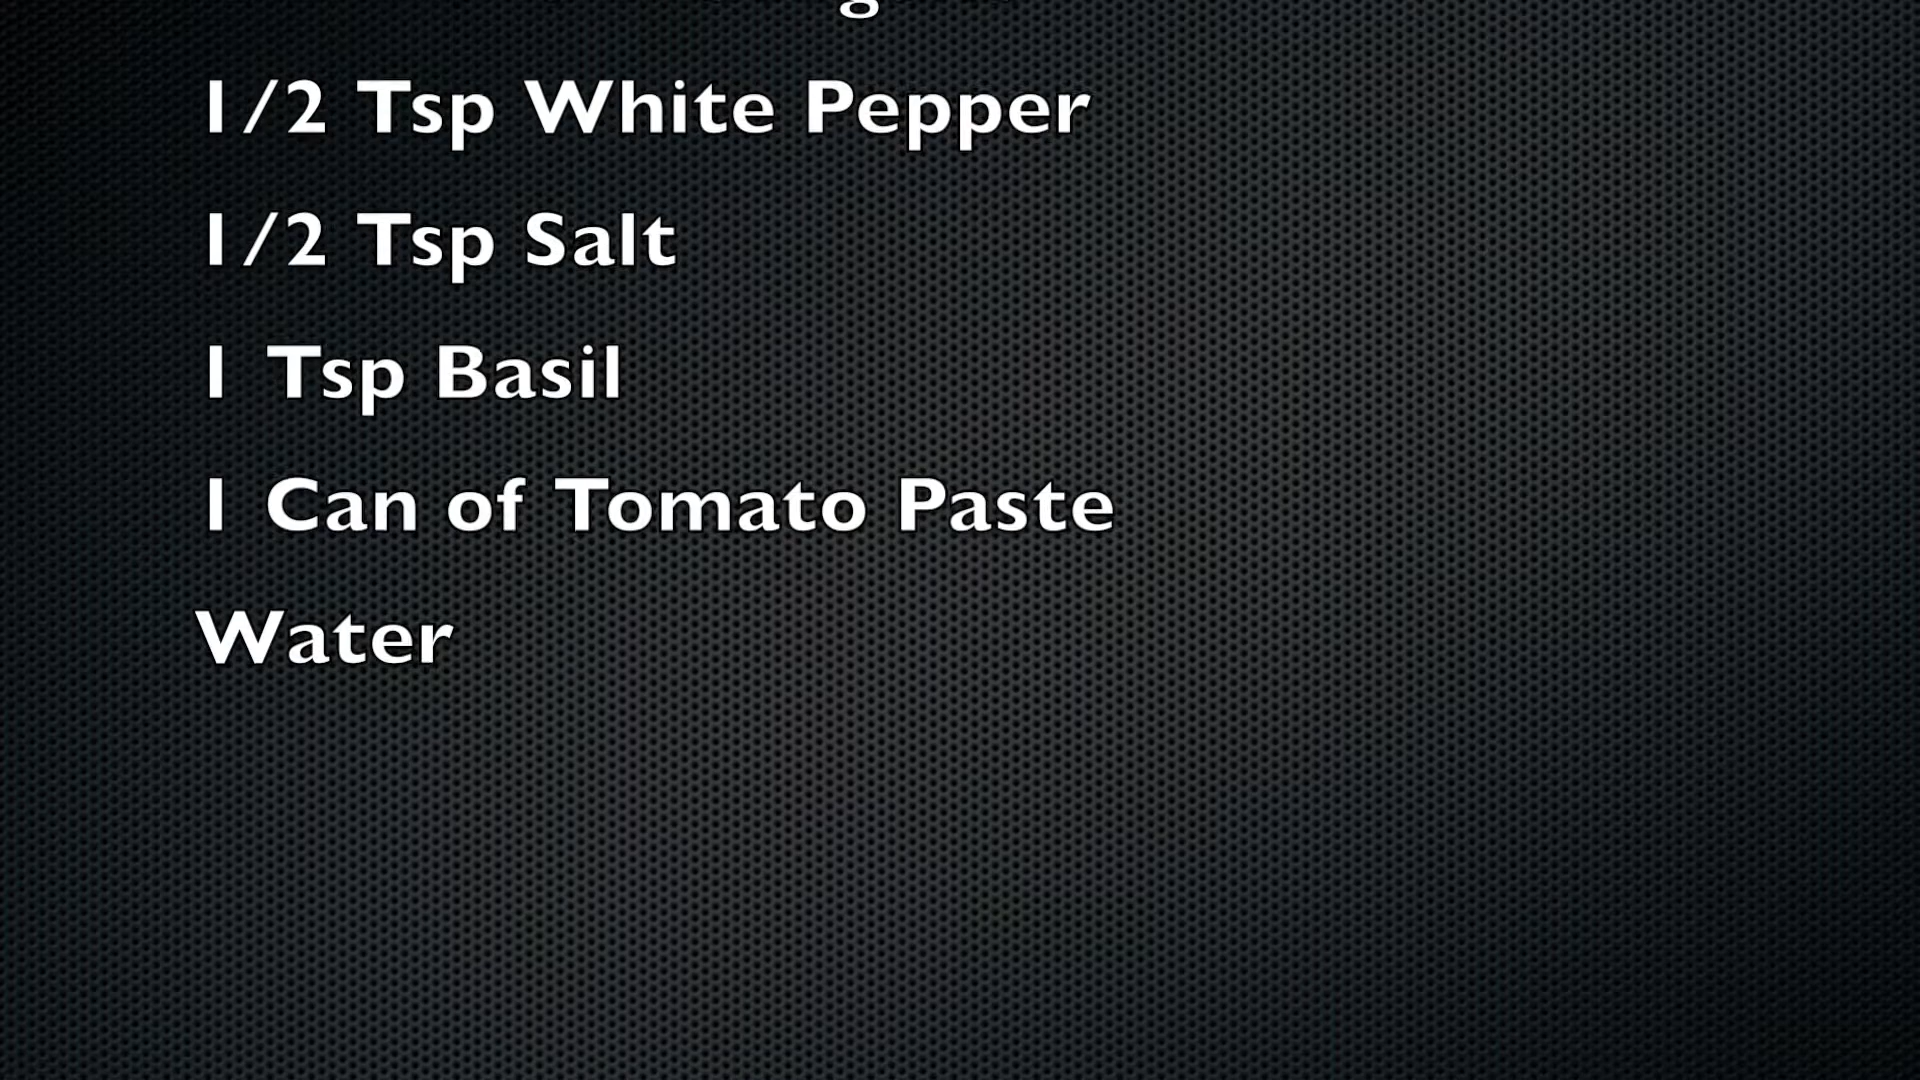 1/2 Tsp White Pepper
1/2 Tsp Salt
1 Tsp Basil
1 Can of Tomato Paste
Water